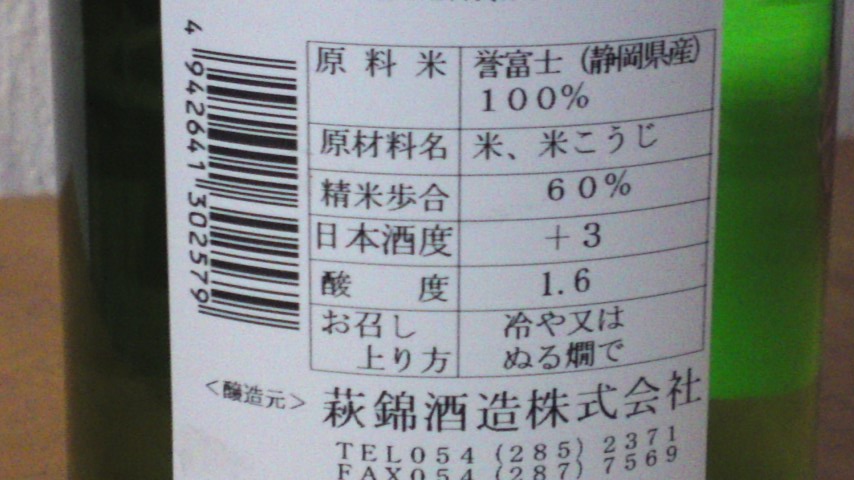 原料米 誉富士（静岡県産）
100%
原材料名 米、米こうじ
精米歩合 60%
日本酒度 +3
酸度 1.6
お召し 冷や又は
上り方 ぬる燗で
<醸造元> 萩錦酒造株式会社
TEL054（285）2371
FAX054（287）7569
4 942641 302579